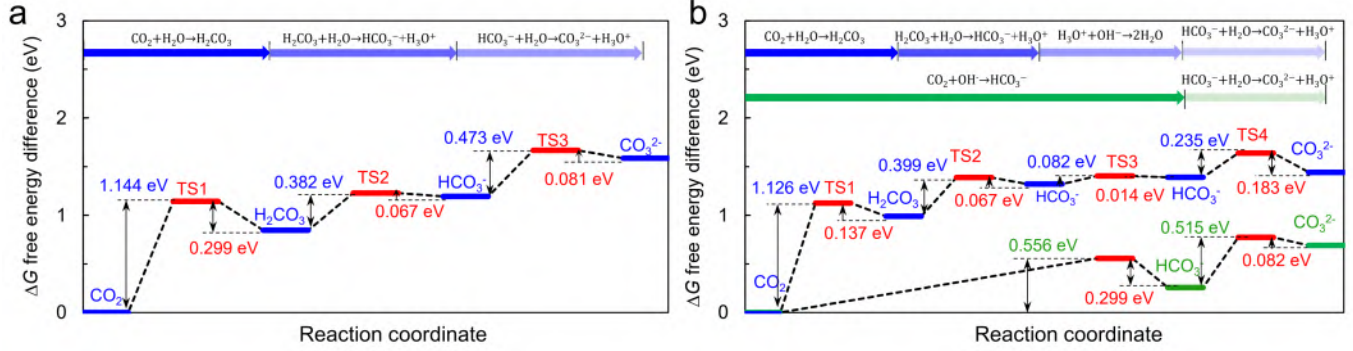 a
CO₂+H₂O→H₂CO₃
H₂CO₃+H₂O→HCO₃⁻+H₃O⁺
HCO₃⁻+H₂O→CO₃²⁻+H₃O⁺
ΔG free energy difference (eV)
3
2
1
0
1.144 eV
TS1
0.299 eV
CO₂
H₂CO₃
0.382 eV
TS2
0.067 eV
HCO₃⁻
0.473 eV
TS3
0.081 eV
CO₃²⁻
Reaction coordinate
b
CO₂+H₂O→H₂CO₃
H₂CO₃+H₂O→HCO₃⁻+H₃O⁺
H₃O⁺+OH⁻→2H₂O
HCO₃⁻+H₂O→CO₃²⁻+H₃O⁺
CO₂+OH⁻→HCO₃⁻
HCO₃⁻+H₂O→CO₃²⁻+H₃O⁺
ΔG free energy difference (eV)
3
2
1
0
1.126 eV
TS1
0.137 eV
CO₂
H₂CO₃
0.399 eV
TS2
0.067 eV
HCO₃⁻
0.082 eV
TS3
0.014 eV
HCO₃⁻
0.235 eV
TS4
0.183 eV
CO₃²⁻
0.556 eV
0.299 eV
HCO₃⁻
0.515 eV
0.082 eV
CO₃²⁻
Reaction coordinate